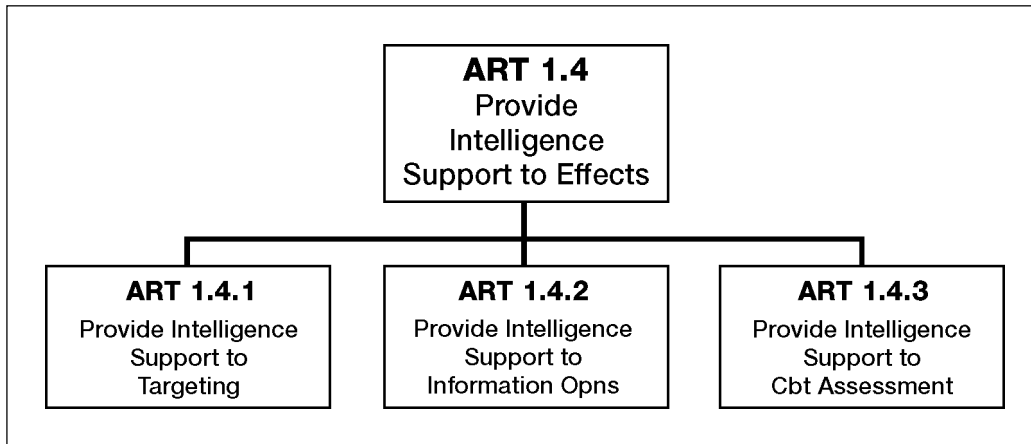 ART 1.4
Provide
Intelligence
Support to Effects
ART 1.4.1
Provide Intelligence
Support to
Targeting
ART 1.4.2
Provide Intelligence
Support to
Information Opns
ART 1.4.3
Provide Intelligence
Support to
Cbt Assessment